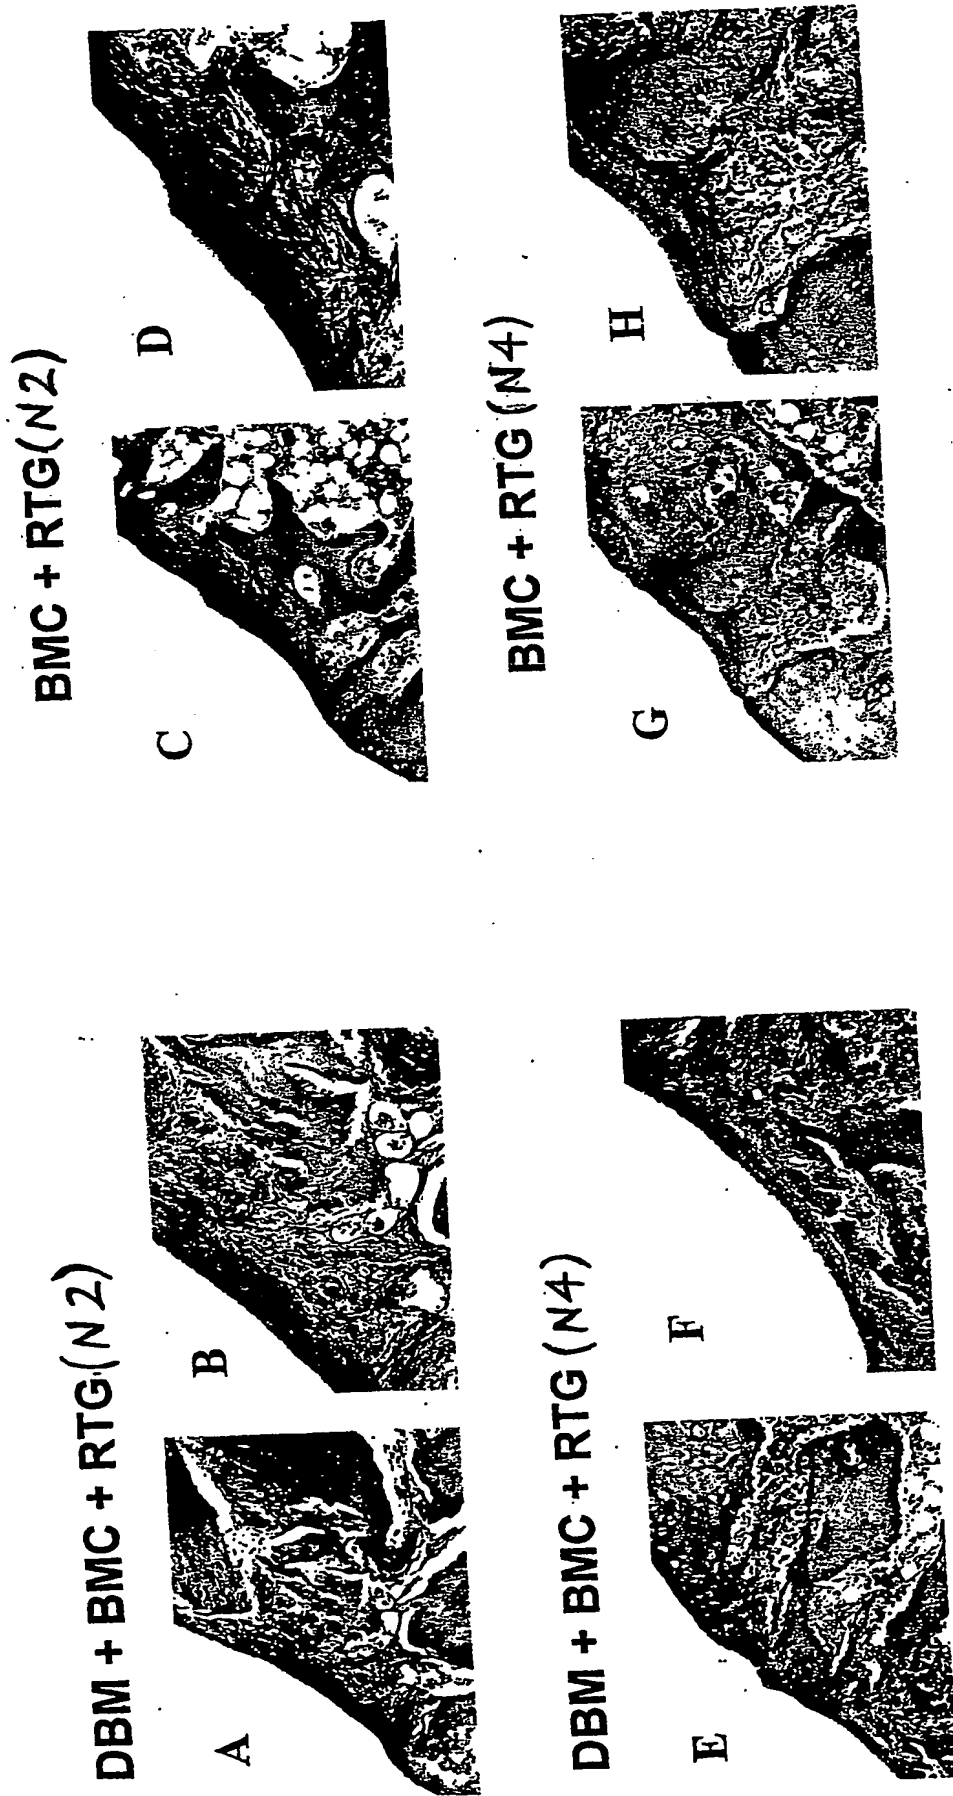 DBM + BMC + RTG (N2)
BMC + RTG (N2)
A
B
C
D
DBM + BMC + RTG (N4)
BMC + RTG (N4)
E
F
G
H